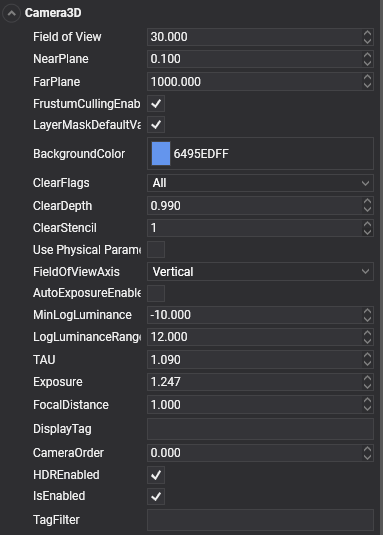 Camera3D
Field of View 30.000
NearPlane 0.100
FarPlane 1000.000
FrustumCullingEnab
LayerMaskDefaultVa
BackgroundColor 6495EDFF
ClearFlags All
ClearDepth 0.990
ClearStencil 1
Use Physical Parame
FieldOfViewAxis Vertical
AutoExposureEnable
MinLogLuminance -10.000
LogLuminanceRange 12.000
TAU 1.090
Exposure 1.247
FocalDistance 1.000
DisplayTag
CameraOrder 0.000
HDREnabled
IsEnabled
TagFilter